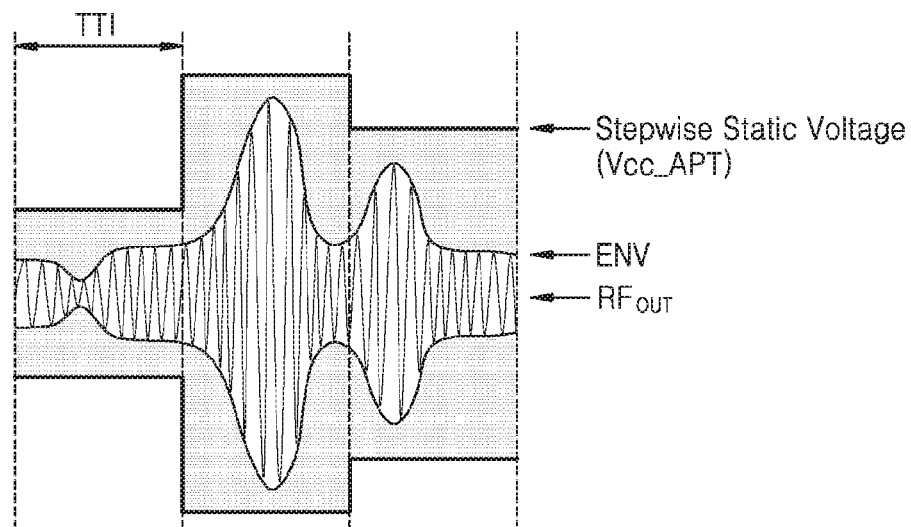 TTI
Stepwise Static Voltage
(Vcc_APT)
ENV
RFOUT